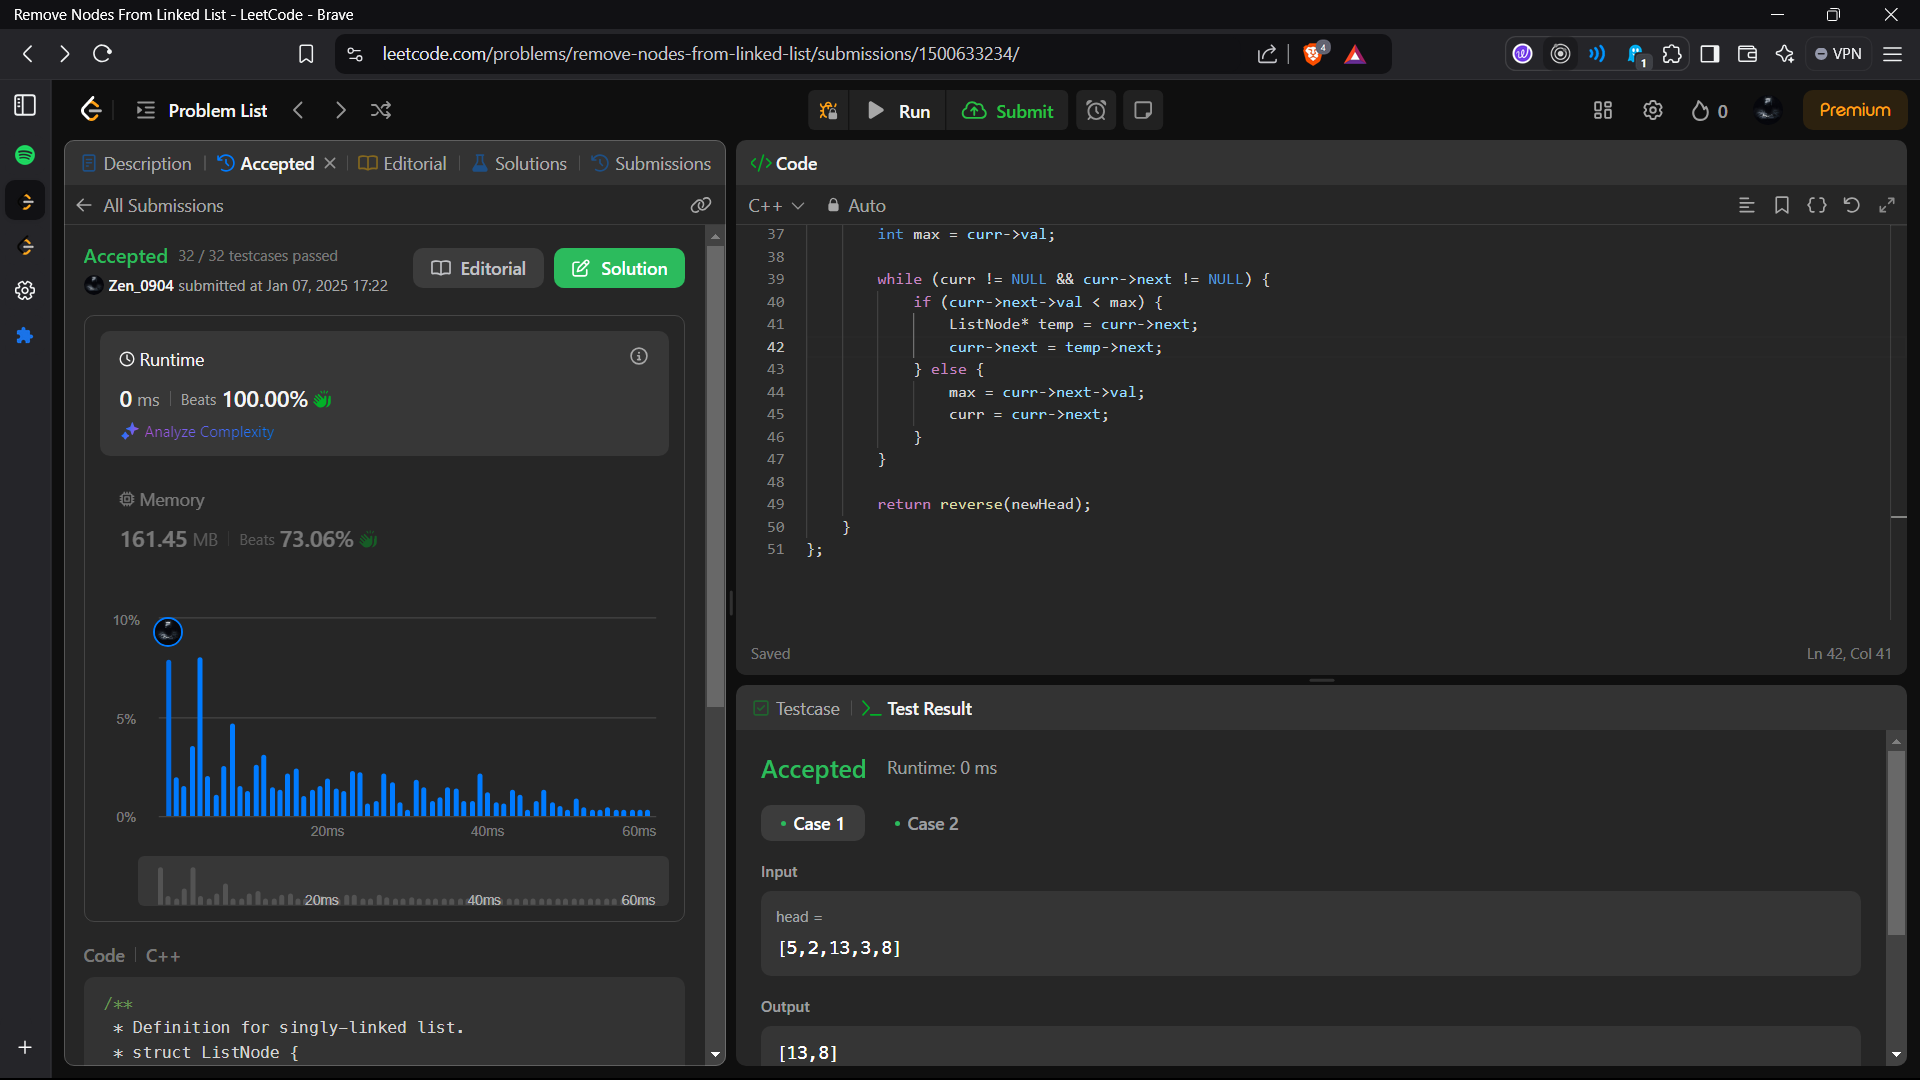 Remove Nodes From Linked List - LeetCode - Brave
leetcode.com/problems/remove-nodes-from-linked-list/submissions/1500633234/
4
1
VPN
Problem List
Run
Submit
0
Premium
Description
Accepted
Editorial
Solutions
Submissions
All Submissions
Accepted 32 / 32 testcases passed
Zen_0904 submitted at Jan 07, 2025 17:22
Editorial
Solution
Runtime
0 ms Beats 100.00%
Analyze Complexity
Memory
161.45 MB Beats 73.06%
10%
5%
0%
20ms 40ms 60ms
20ms 40ms 60ms
Code C++
/**
* Definition for singly-linked list.
* struct ListNode {
</> Code
C++ Auto
37 int max = curr->val;
38
39 while (curr != NULL && curr->next != NULL) {
40 if (curr->next->val < max) {
41 ListNode* temp = curr->next;
42 curr->next = temp->next;
43 } else {
44 max = curr->next->val;
45 curr = curr->next;
46 }
47 }
48
49 return reverse(newHead);
50 }
51 };
Saved
Ln 42, Col 41
Testcase
>_ Test Result
Accepted Runtime: 0 ms
• Case 1
• Case 2
Input
head =
[5,2,13,3,8]
Output
[13,8]